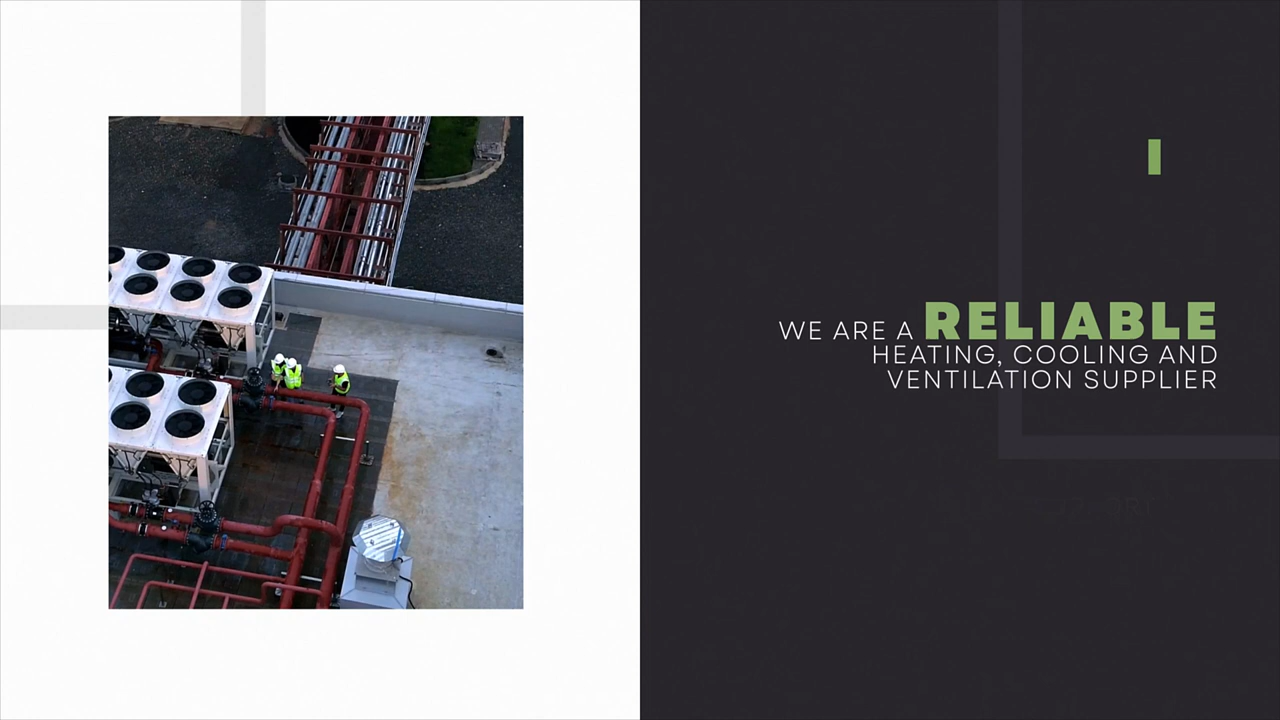 WE ARE A RELIABLE
HEATING, COOLING AND
VENTILATION SUPPLIER